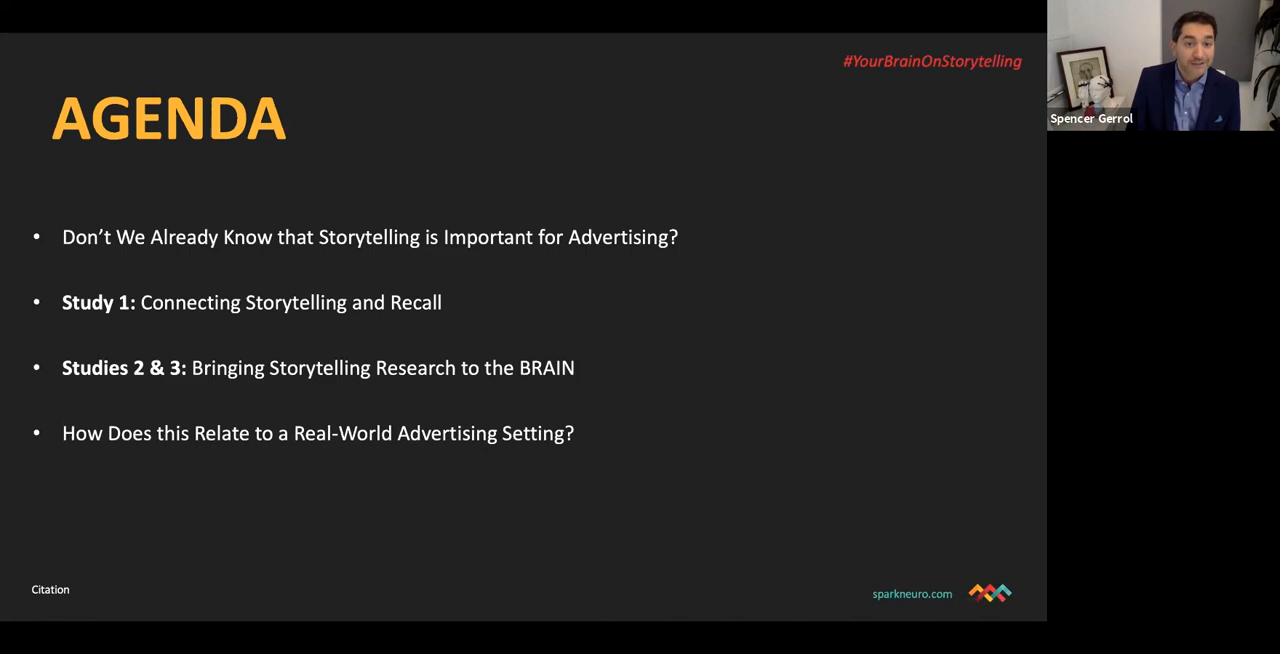 #YourBrainOnStorytelling
AGENDA
Spencer Gerrol
• Don’t We Already Know that Storytelling is Important for Advertising?
• Study 1: Connecting Storytelling and Recall
• Studies 2 & 3: Bringing Storytelling Research to the BRAIN
• How Does this Relate to a Real-World Advertising Setting?
Citation
sparkneuro.com